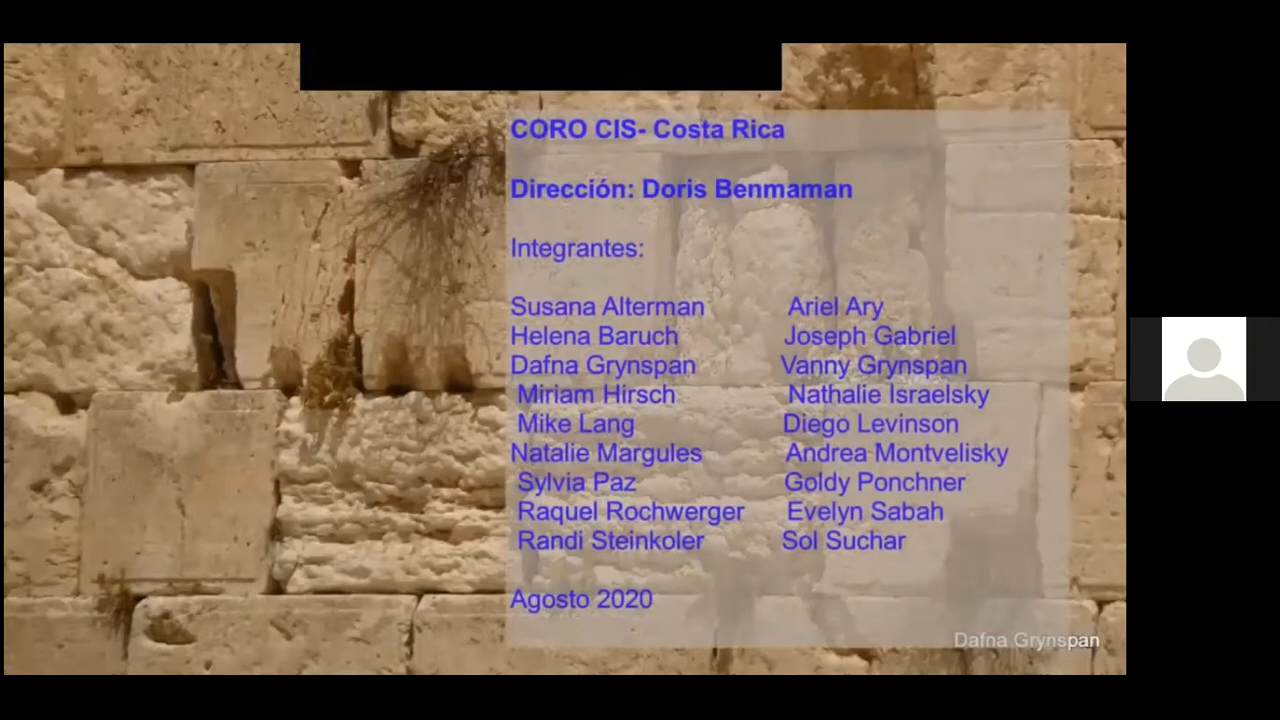 CORO CIS- Costa Rica
Dirección: Doris Benmaman
Integrantes:
Susana Alterman Ariel Ary
Helena Baruch Joseph Gabriel
Dafna Grynspan Vanny Grynspan
Miriam Hirsch Nathalie Israelsky
Mike Lang Diego Levinson
Natalie Margules Andrea Montvelisky
Sylvia Paz Goldy Ponchner
Raquel Rochwerger Evelyn Sabah
Randi Steinkoler Sol Suchar
Agosto 2020
Dafna Grynspan